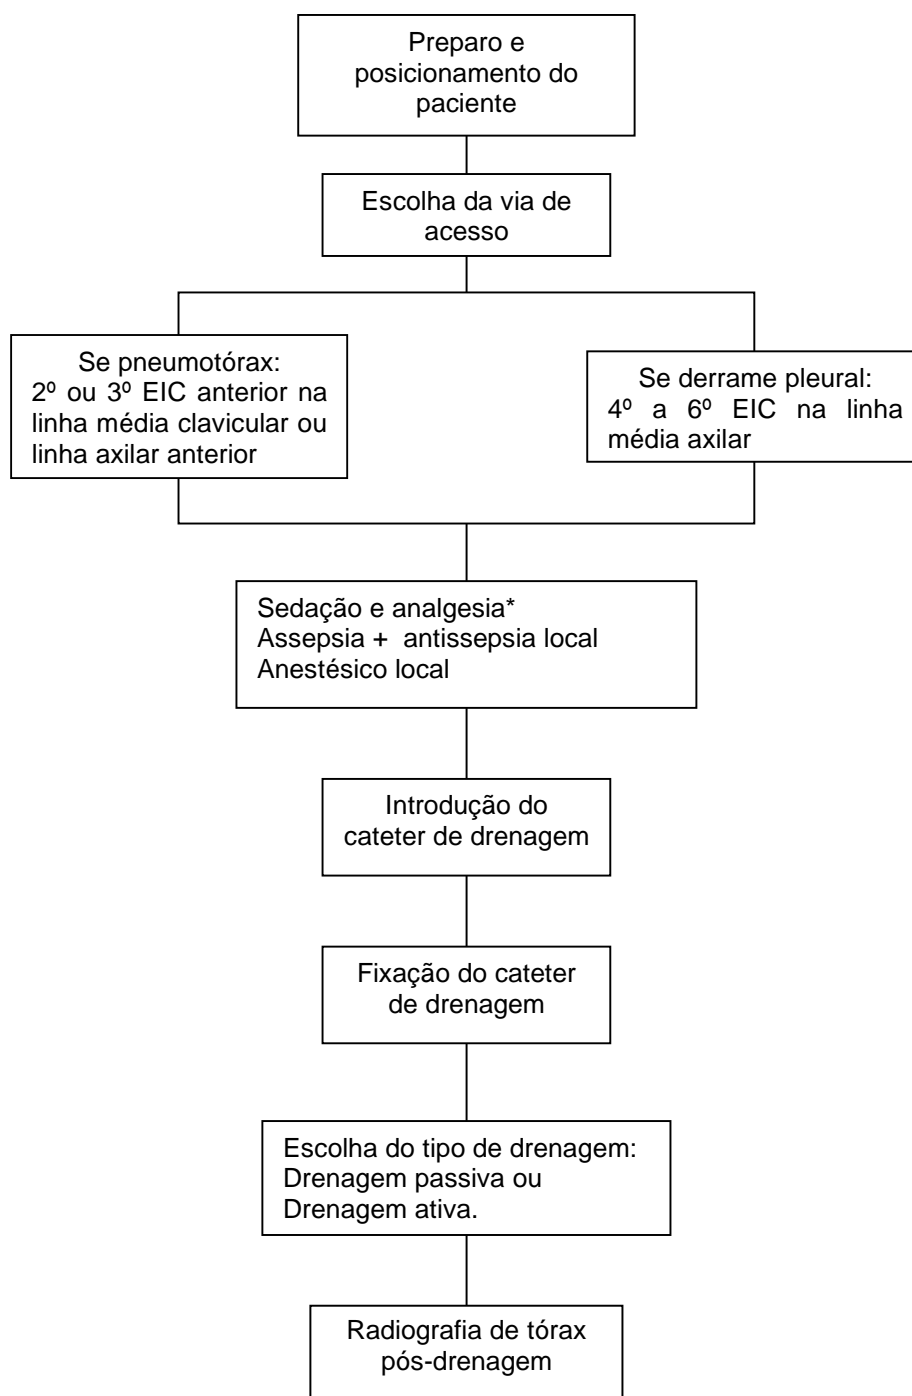 Preparo e
posicionamento do
paciente
Escolha da via de
acesso
Se pneumotórax:
2º ou 3º EIC anterior na
linha média clavicular ou
linha axilar anterior
Se derrame pleural:
4º a 6º EIC na linha
média axilar
Sedação e analgesia*
Assepsia + antissepsia local
Anestésico local
Introdução do
cateter de drenagem
Fixação do cateter
de drenagem
Escolha do tipo de drenagem:
Drenagem passiva ou
Drenagem ativa.
Radiografia de tórax
pós-drenagem